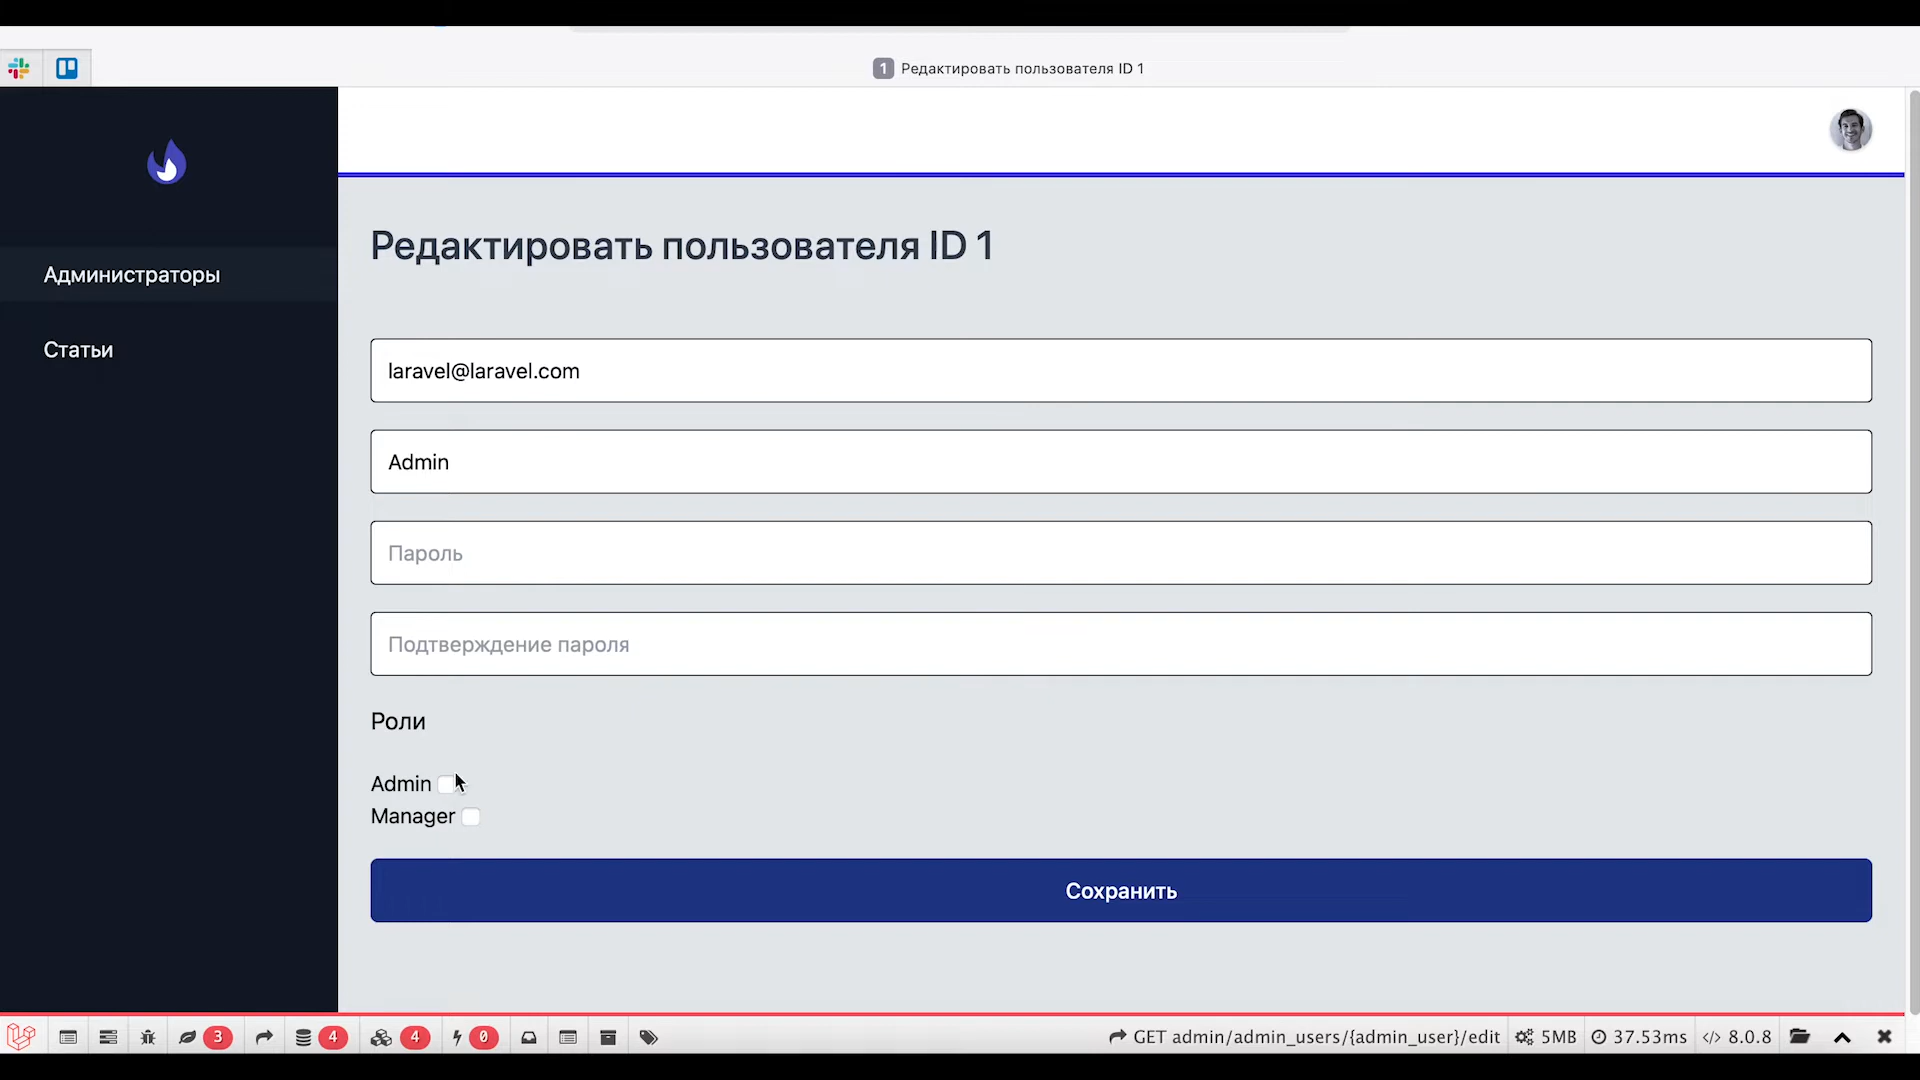 1 Редактировать пользователя ID 1
Администраторы
Статьи
Редактировать пользователя ID 1
laravel@laravel.com
Admin
Пароль
Подтверждение пароля
Роли
Admin
Manager
Сохранить
3 4 4 0 GET admin/admin_users/{admin_user}/edit 5MB 37.53ms 8.0.8